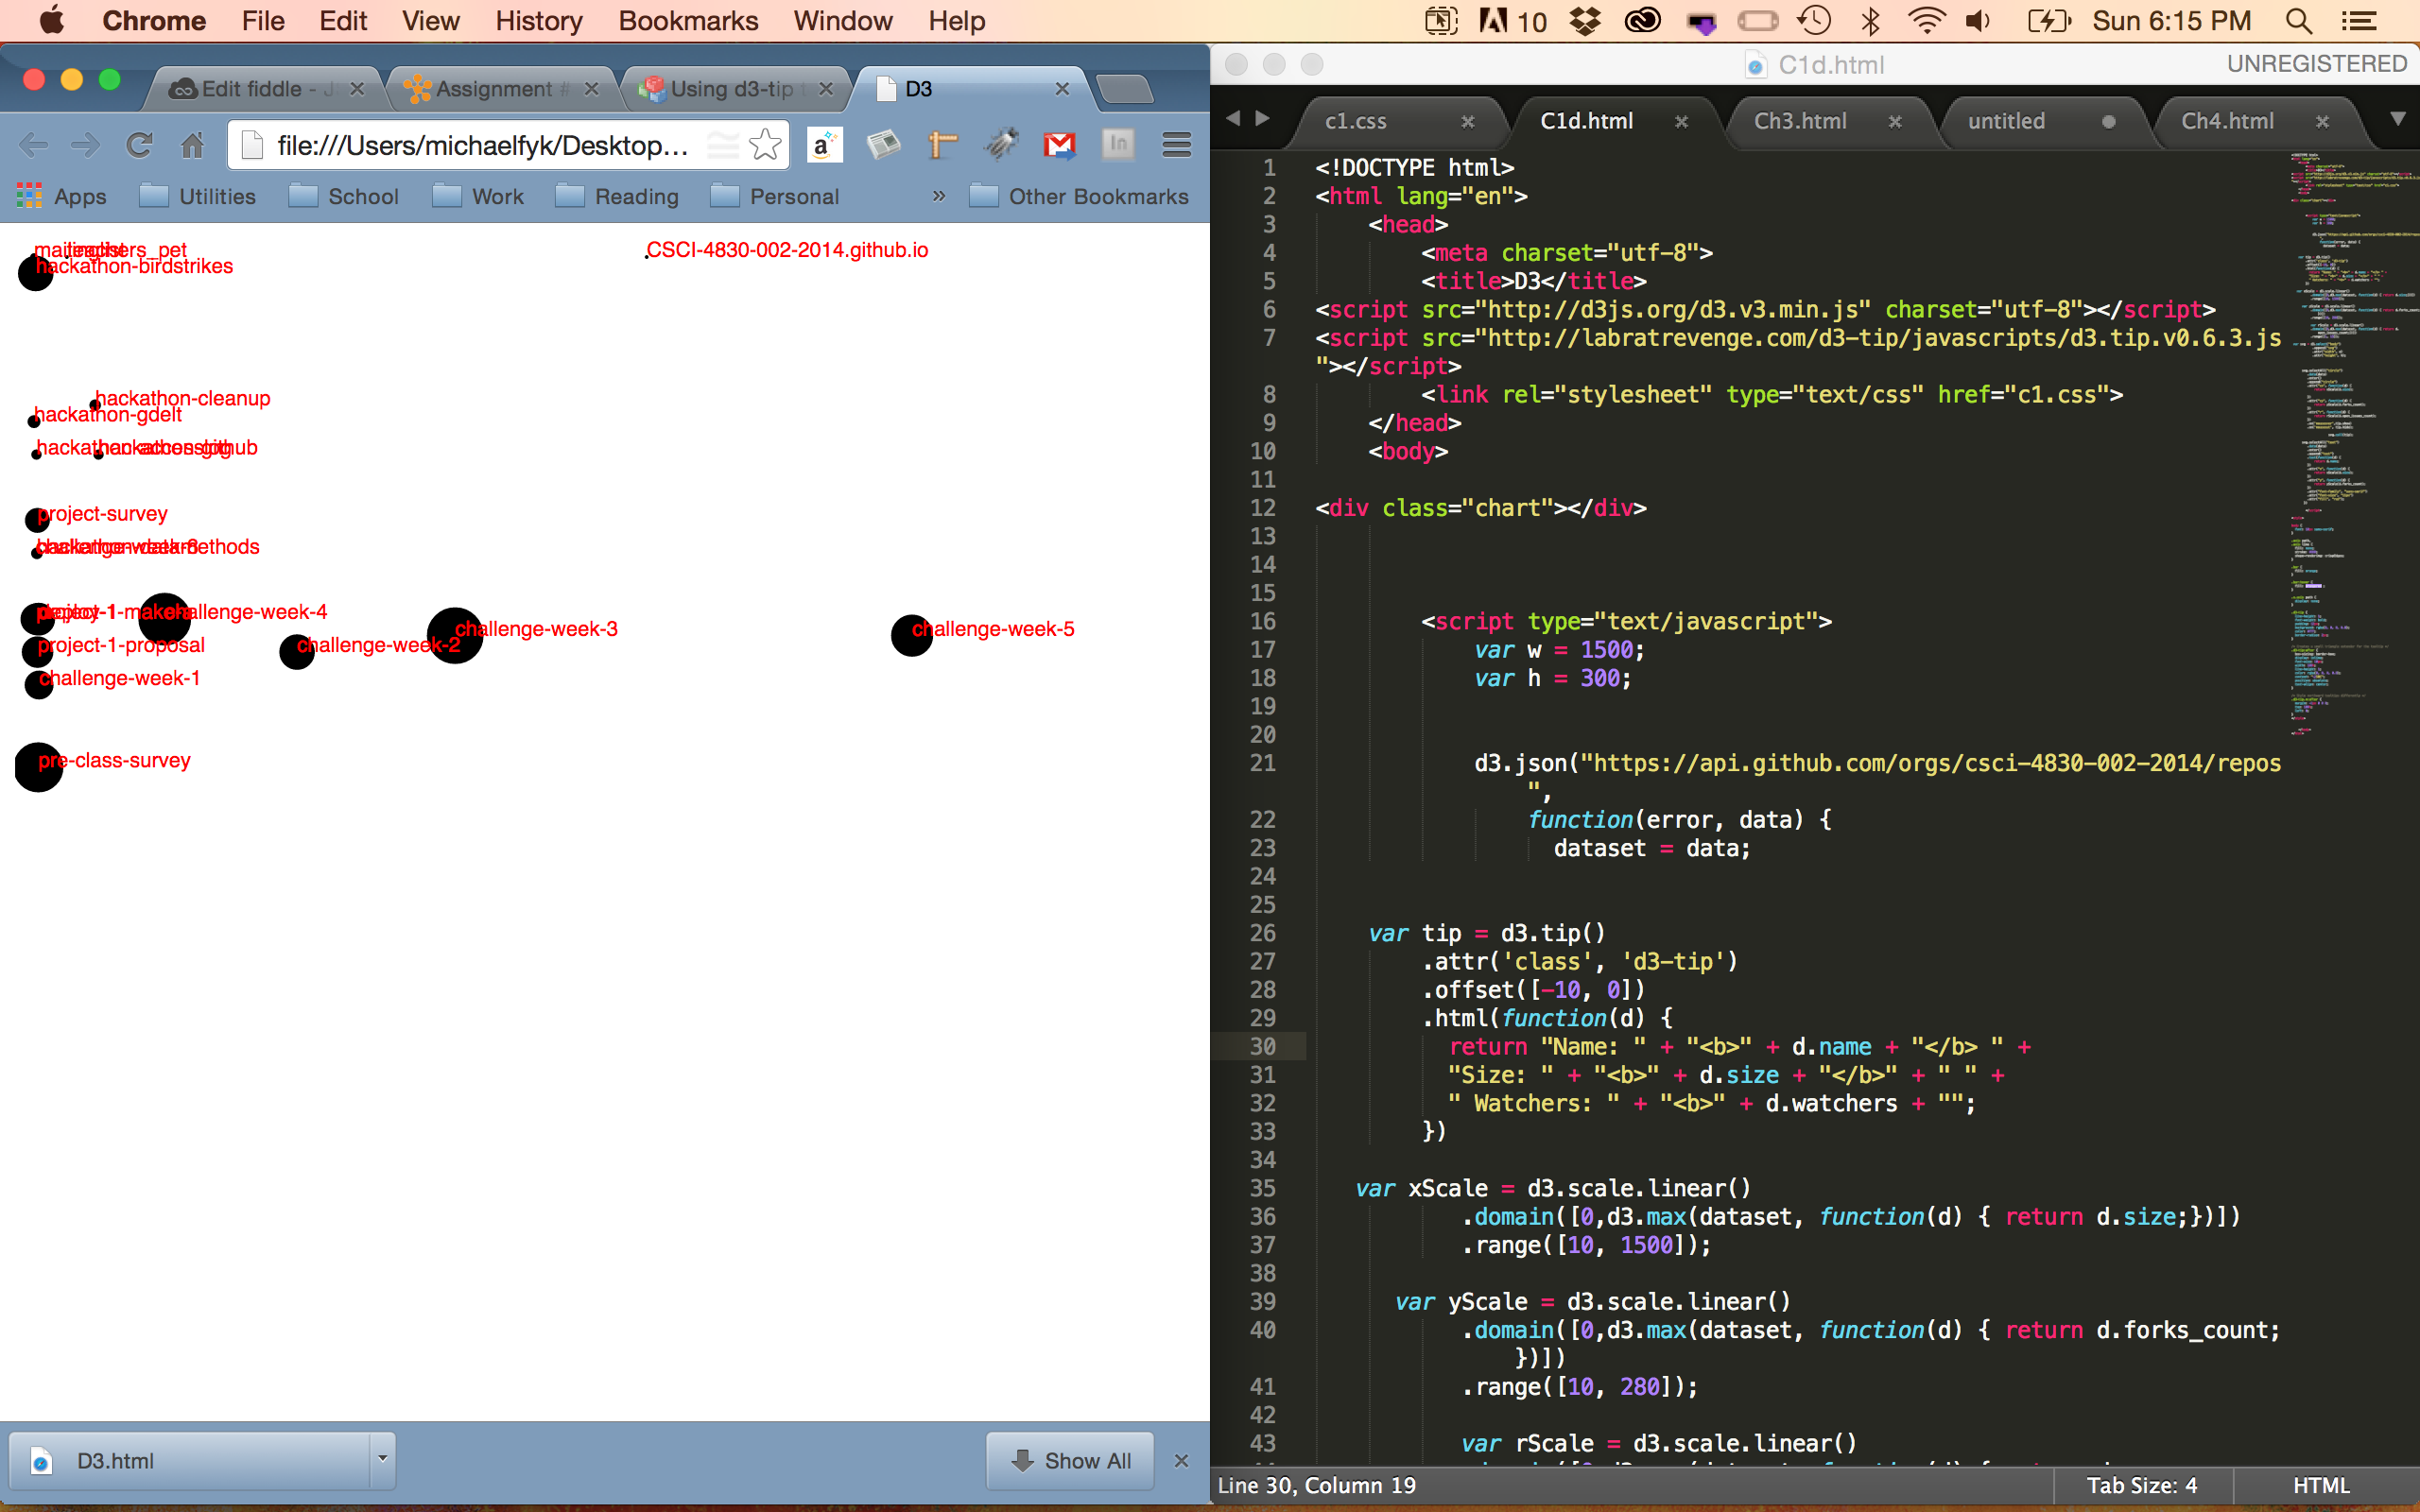 Chrome File Edit View History Bookmarks Window Help
10
Sun 6:15 PM
Edit fiddle - J
Assignment #
Using d3-tip t
D3
file:///Users/michaelfyk/Desktop...
a
In
Apps Utilities School Work Reading Personal » Other Bookmarks
mailinglist
teachers_pet
CSCI-4830-002-2014.github.io
hackathon-birdstrikes
hackathon-cleanup
hackathon-gdelt
project-survey
challenge-week-4
challenge-week-3
challenge-week-5
project-1-proposal
challenge-week-2
challenge-week-1
pre-class-survey
D3.html
Show All
C1d.html
UNREGISTERED
c1.css
C1d.html
Ch3.html
untitled
Ch4.html
1 <!DOCTYPE html>
2 <html lang="en">
3 <head>
4 <meta charset="utf-8">
5 <title>D3</title>
6 <script src="http://d3js.org/d3.v3.min.js" charset="utf-8"></script>
7 <script src="http://labratrevenge.com/d3-tip/javascripts/d3.tip.v0.6.3.js
"></script>
8 <link rel="stylesheet" type="text/css" href="c1.css">
9 </head>
10 <body>
11
12 <div class="chart"></div>
13
14
15
16 <script type="text/javascript">
17 var w = 1500;
18 var h = 300;
19
20
21 d3.json("https://api.github.com/orgs/csci-4830-002-2014/repos
",
22 function(error, data) {
23 dataset = data;
24
25
26 var tip = d3.tip()
27 .attr('class', 'd3-tip')
28 .offset([-10, 0])
29 .html(function(d) {
30 return "Name: " + "<b>" + d.name + "</b> " +
31 "Size: " + "<b>" + d.size + "</b>" + " " +
32 " Watchers: " + "<b>" + d.watchers + "";
33 })
34
35 var xScale = d3.scale.linear()
36 .domain([0,d3.max(dataset, function(d) { return d.size;})])
37 .range([10, 1500]);
38
39 var yScale = d3.scale.linear()
40 .domain([0,d3.max(dataset, function(d) { return d.forks_count;
})])
41 .range([10, 280]);
42
43 var rScale = d3.scale.linear()
Line 30, Column 19
Tab Size: 4
HTML